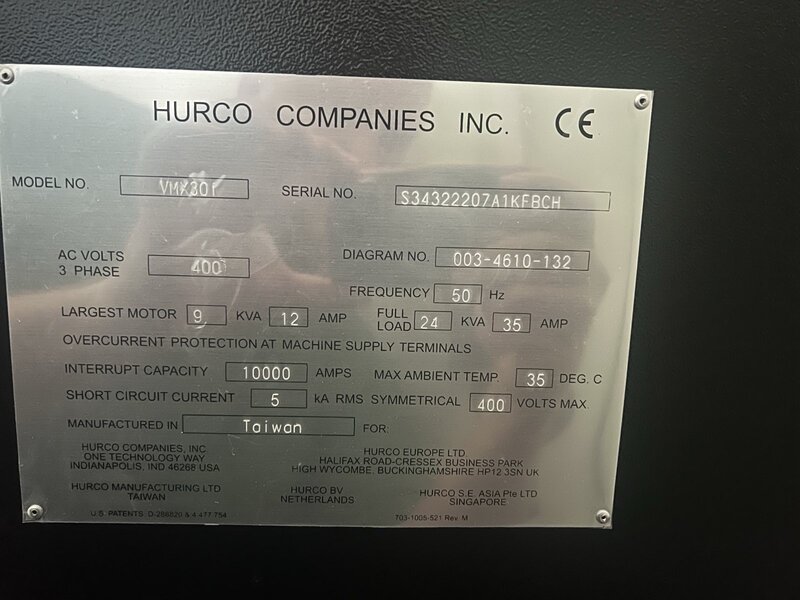 HURCO COMPANIES INC. CE
MODEL NO. VMX30I SERIAL NO. S34322207A1KFBCH
AC VOLTS
3 PHASE 400 DIAGRAM NO. 003-4610-132
FREQUENCY 50 Hz
LARGEST MOTOR 9 KVA 12 AMP FULL LOAD 24 KVA 35 AMP
OVERCURRENT PROTECTION AT MACHINE SUPPLY TERMINALS
INTERRUPT CAPACITY 10000 AMPS MAX AMBIENT TEMP. 35 DEG. C
SHORT CIRCUIT CURRENT 5 kA RMS SYMMETRICAL 400 VOLTS MAX.
MANUFACTURED IN Taiwan FOR:
HURCO COMPANIES, INC
ONE TECHNOLOGY WAY
INDIANAPOLIS, IND 46268 USA
HURCO EUROPE LTD.
HALIFAX ROAD-CRESSEX BUSINESS PARK
HIGH WYCOMBE, BUCKINGHAMSHIRE HP12 3SN UK
HURCO MANUFACTURING LTD
TAIWAN
HURCO BV
NETHERLANDS
HURCO S.E. ASIA Pte LTD
SINGAPORE
U.S. PATENTS D-286820 & 4 477 754
703-1005-521 Rev. M